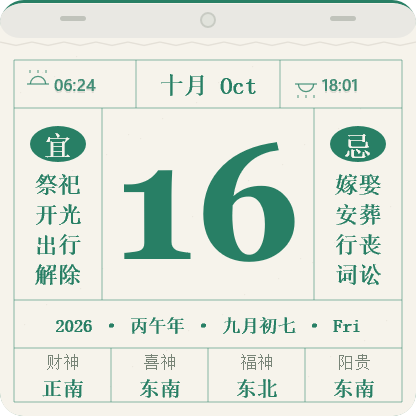 06:24 十月 Oct 18:01
宜
祭祀
开光
出行
解除
16
忌
嫁娶
安葬
行丧
词讼
2026 • 丙午年 • 九月初七 • Fri
财神 喜神 福神 阳贵
正南 东南 东北 东南